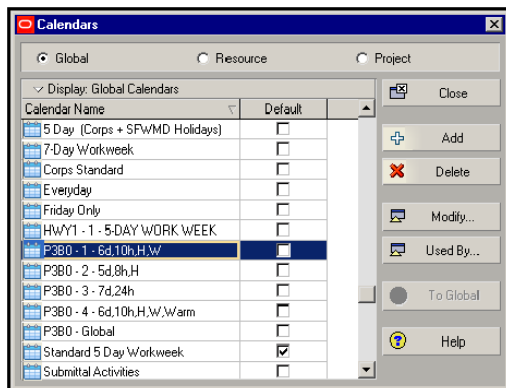 Calendars
Global Resource Project
Display: Global Calendars
Calendar Name Default
5 Day (Corps + SFWMD Holidays)
7-Day Workweek
Corps Standard
Everyday
Friday Only
HWY1 - 1 - 5-DAY WORK WEEK
P3B0 - 1 - 6d,10h,H,W
P3B0 - 2 - 5d,8h,H
P3B0 - 3 - 7d,24h
P3B0 - 4 - 6d,10h,H,W,Warm
P3B0 - Global
Standard 5 Day Workweek
Submittal Activities
Close
Add
Delete
Modify...
Used By...
To Global
Help